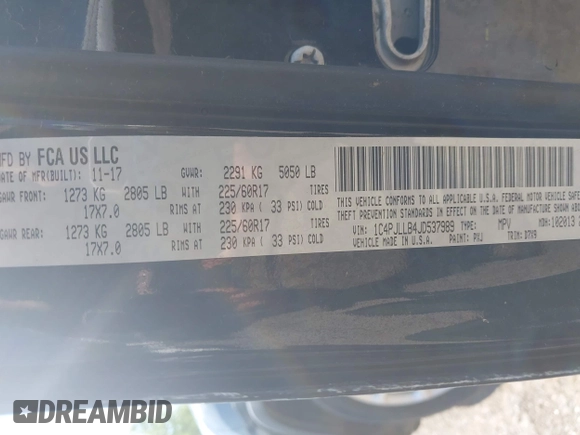 MFD BY FCA US LLC
DATE OF MFR(BUILT): 11-17 GVWR: 2291 KG 5050 LB
GAWR FRONT: 1273 KG 2805 LB WITH 225/60R17 TIRES
17X7.0 RIMS AT 230 KPA ( 33 PSI) COLD
GAWR REAR: 1273 KG 2805 LB WITH 225/60R17 TIRES
17X7.0 RIMS AT 230 KPA ( 33 PSI) COLD
THIS VEHICLE CONFORMS TO ALL APPLICABLE U.S.A. FEDERAL MOTOR VEHICLE SAFE
THEFT PREVENTION STANDARDS IN EFFECT ON THE DATE OF MANUFACTURE SHOWN ABO
VIN: 1C4PJLLB4JD537989 TYPE: MPV MDH: 102013
VEHICLE MADE IN U.S.A. PAINT: PXJ TRIM:
DREAMBID